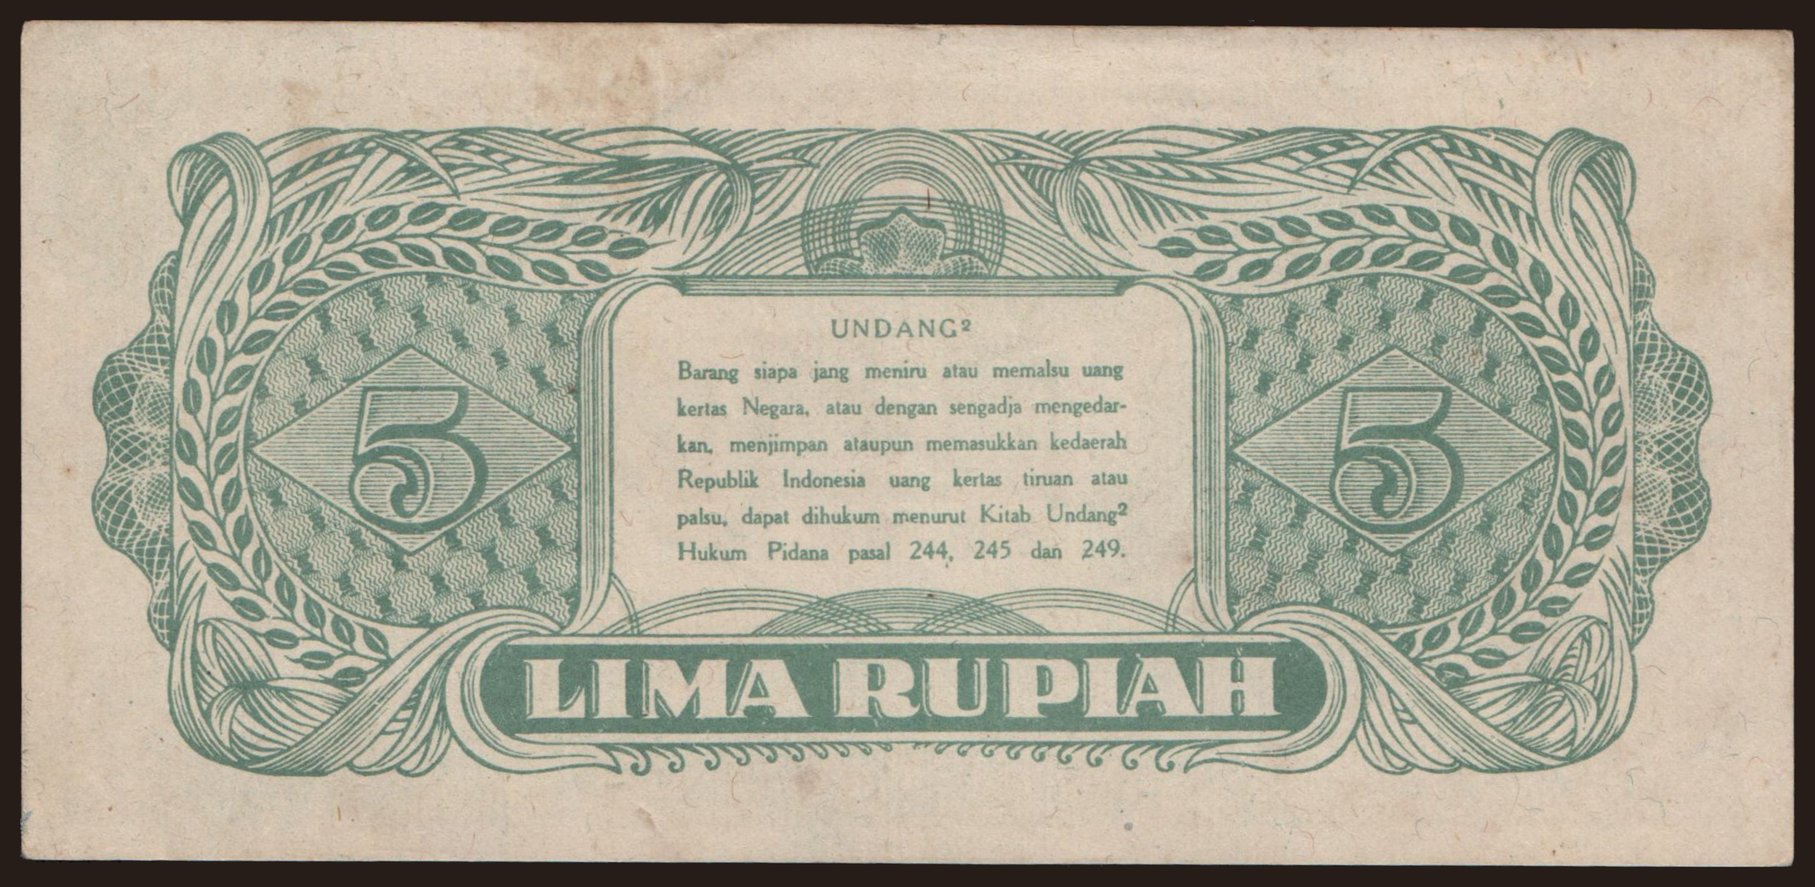 UNDANG²
Barang siapa jang meniru atau memalsu uang
kertas Negara, atau dengan sengadja mengedar-
kan, menjimpan ataupun memasukkan kedaerah
Republik Indonesia uang kertas tiruan atau
palsu, dapat dihukum menurut Kitab Undang²
Hukum Pidana pasal 244, 245 dan 249.
5
5
LIMA RUPIAH